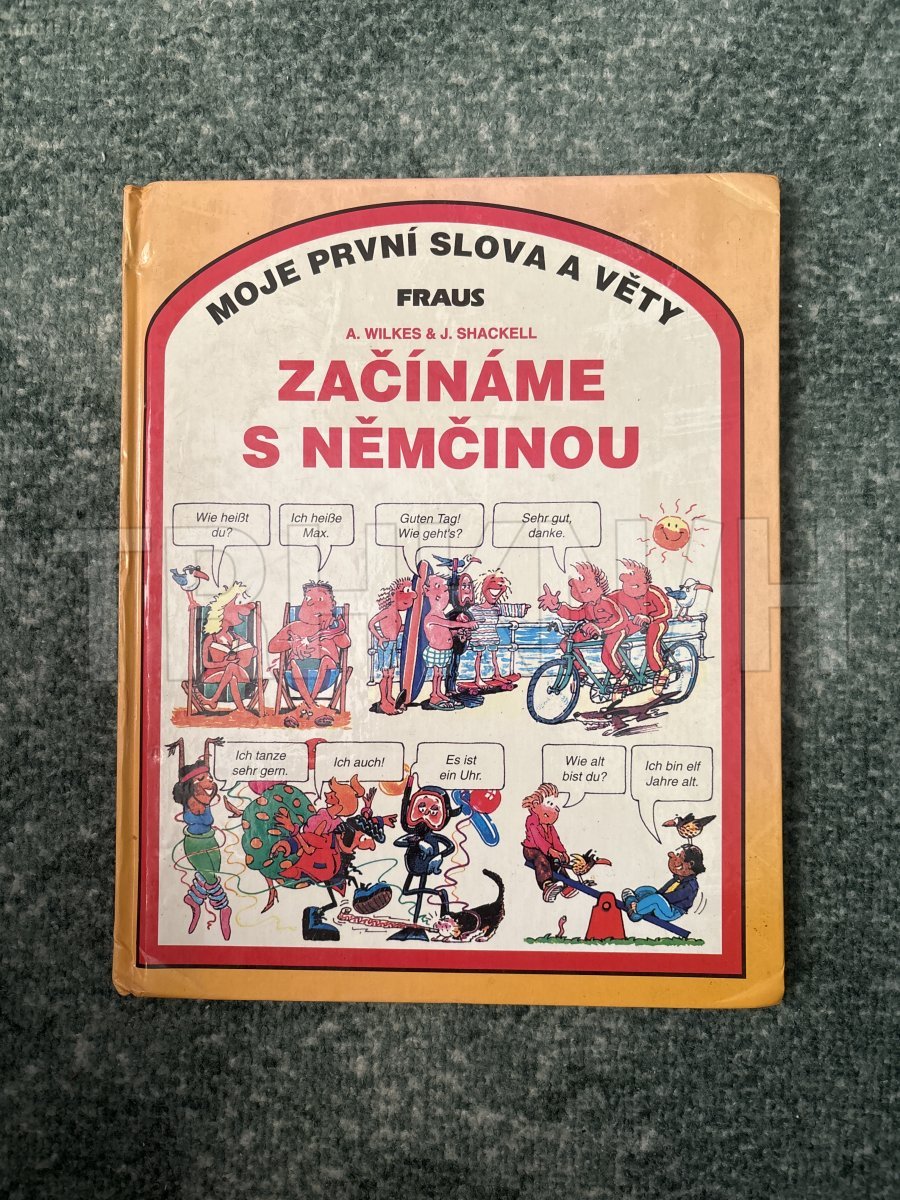 MOJE PRVNÍ SLOVA A VĚTY
FRAUS
A. WILKES & J. SHACKELL
ZAČÍNÁME
S NĚMČINOU
Wie heißt
du?
Ich heiße
Max.
Guten Tag!
Wie geht's?
Sehr gut,
danke.
Ich tanze
sehr gern.
Ich auch!
Es ist
ein Uhr.
Wie alt
bist du?
Ich bin elf
Jahre alt.